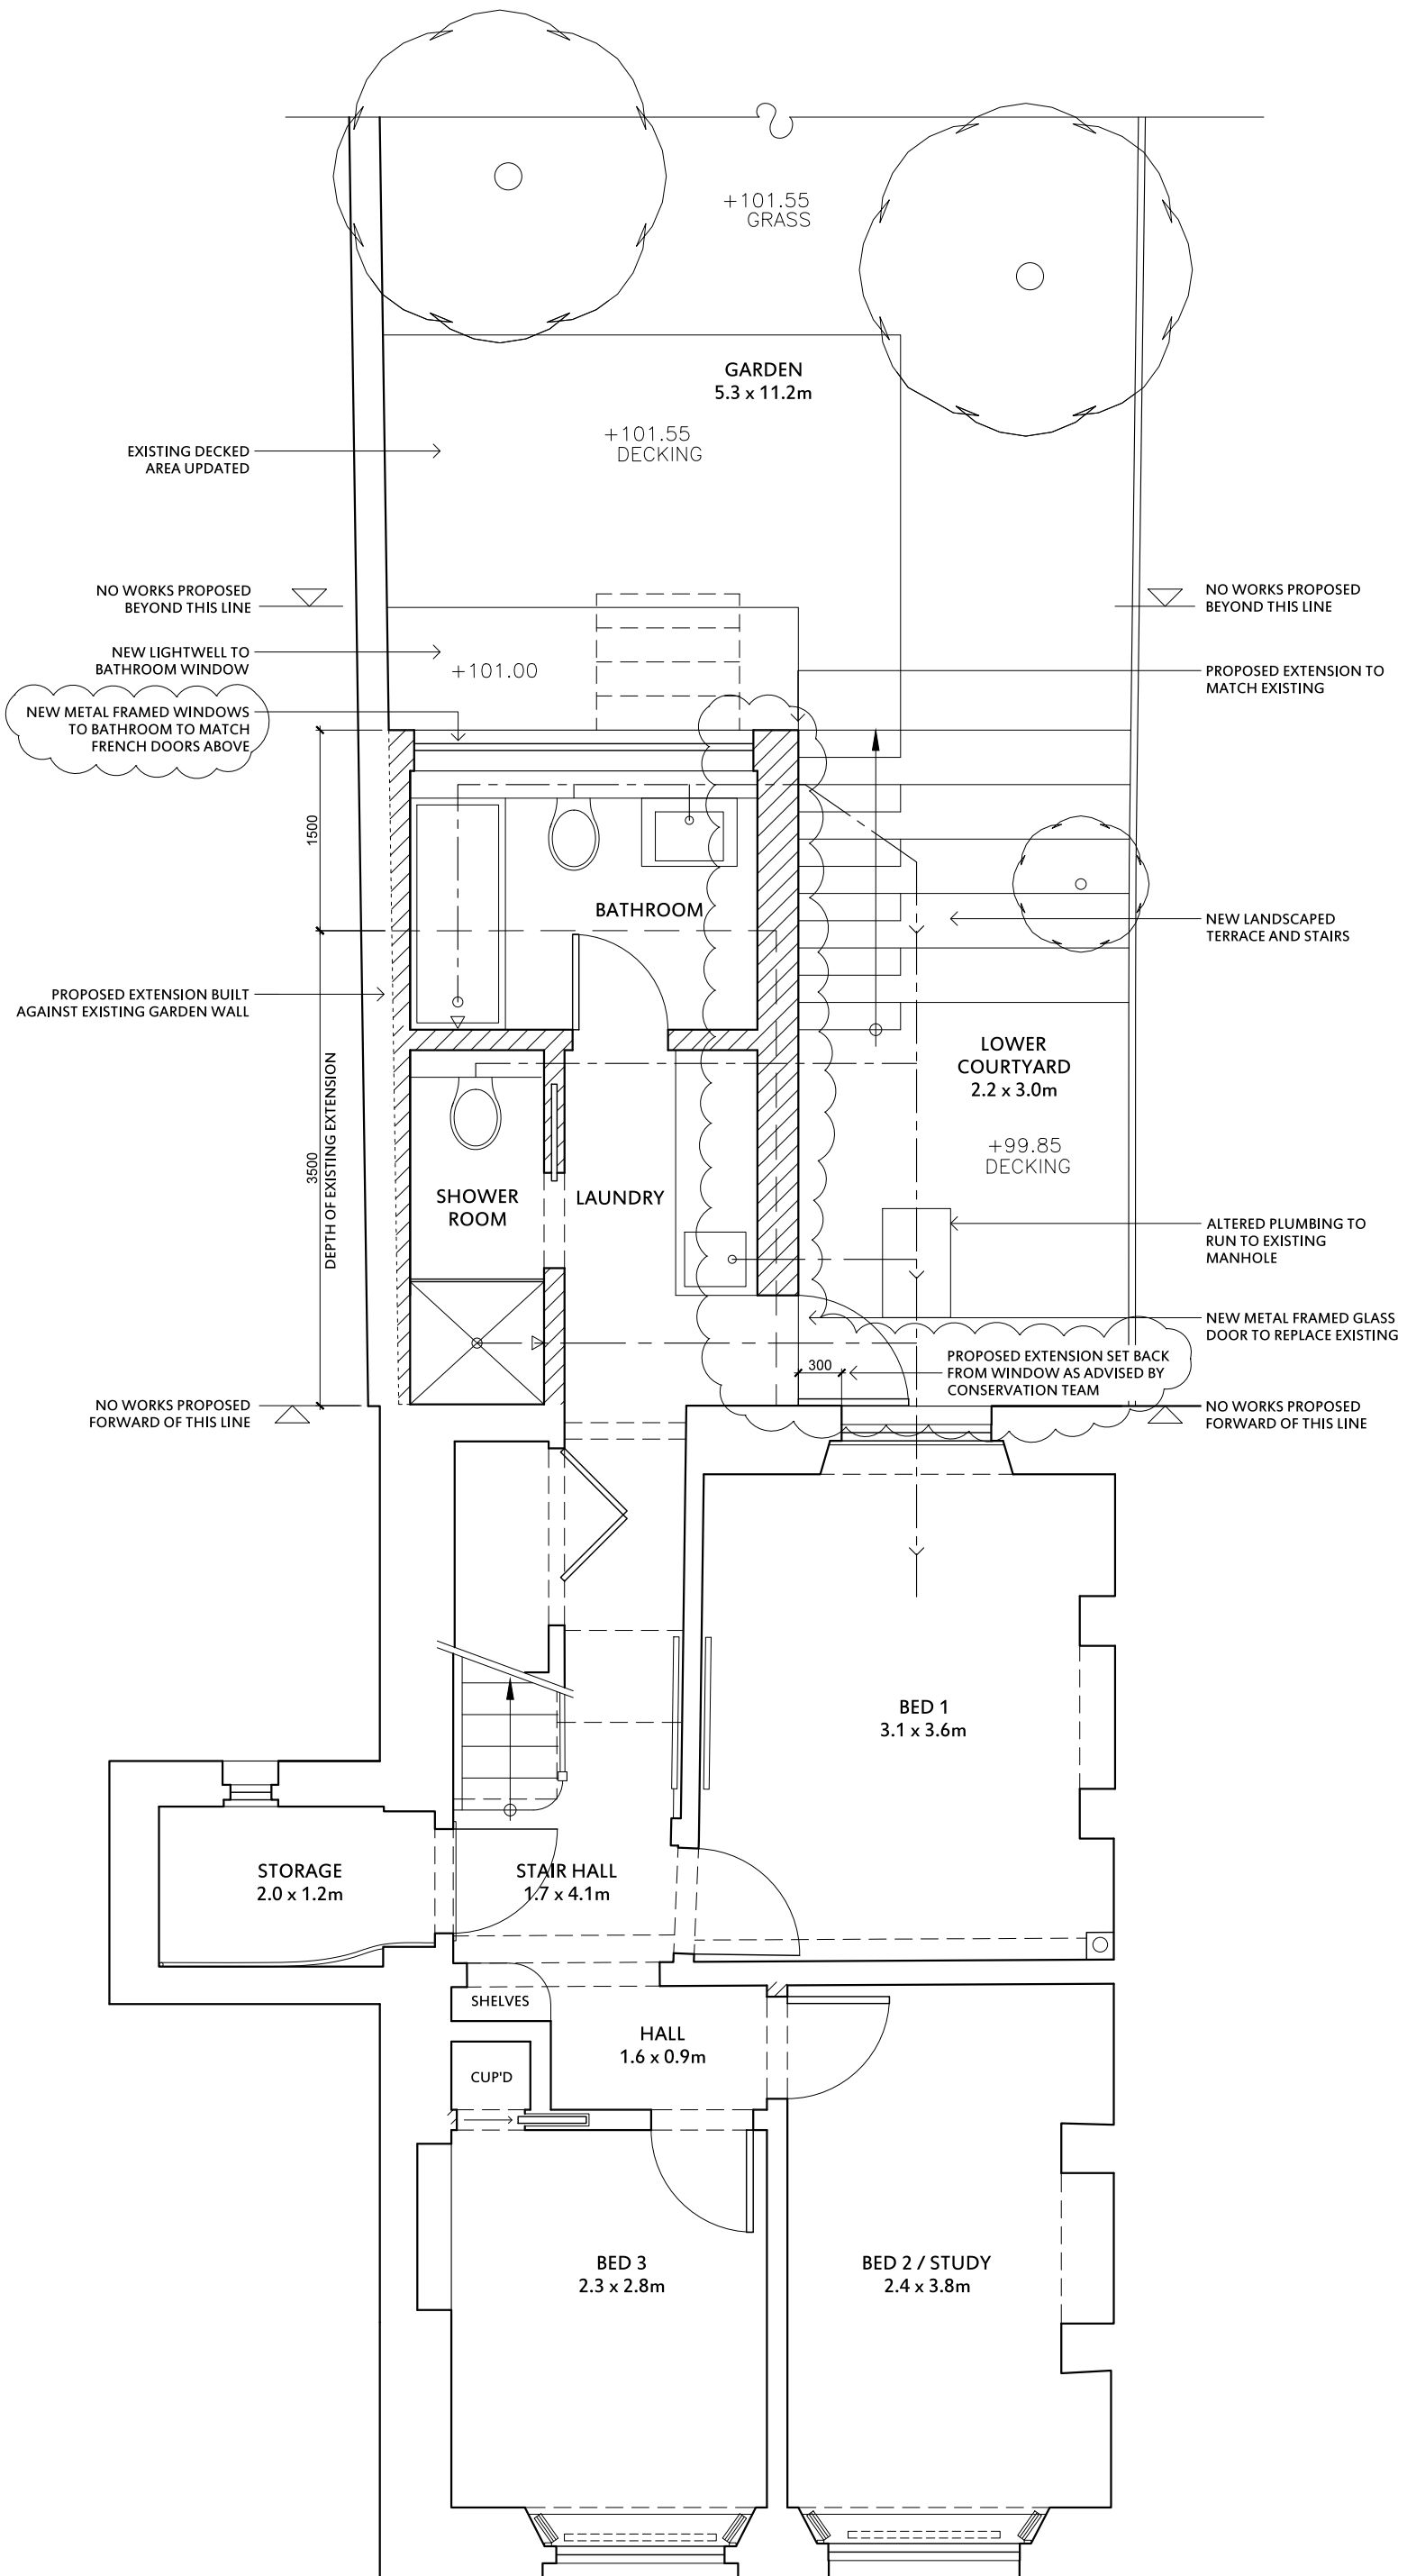 +101.55
GRASS
GARDEN
5.3 x 11.2m
+101.55
DECKING
EXISTING DECKED
AREA UPDATED
NO WORKS PROPOSED
BEYOND THIS LINE
NO WORKS PROPOSED
BEYOND THIS LINE
NEW LIGHTWELL TO
BATHROOM WINDOW
+101.00
PROPOSED EXTENSION TO
MATCH EXISTING
NEW METAL FRAMED WINDOWS
TO BATHROOM TO MATCH
FRENCH DOORS ABOVE
1500
BATHROOM
NEW LANDSCAPED
TERRACE AND STAIRS
PROPOSED EXTENSION BUILT
AGAINST EXISTING GARDEN WALL
LOWER
COURTYARD
2.2 x 3.0m
+99.85
DECKING
3500
DEPTH OF EXISTING EXTENSION
SHOWER
ROOM
LAUNDRY
ALTERED PLUMBING TO
RUN TO EXISTING
MANHOLE
NEW METAL FRAMED GLASS
DOOR TO REPLACE EXISTING
300
PROPOSED EXTENSION SET BACK
FROM WINDOW AS ADVISED BY
CONSERVATION TEAM
NO WORKS PROPOSED
FORWARD OF THIS LINE
NO WORKS PROPOSED
FORWARD OF THIS LINE
BED 1
3.1 x 3.6m
STORAGE
2.0 x 1.2m
STAIR HALL
1.7 x 4.1m
SHELVES
HALL
1.6 x 0.9m
CUP'D
BED 3
2.3 x 2.8m
BED 2 / STUDY
2.4 x 3.8m